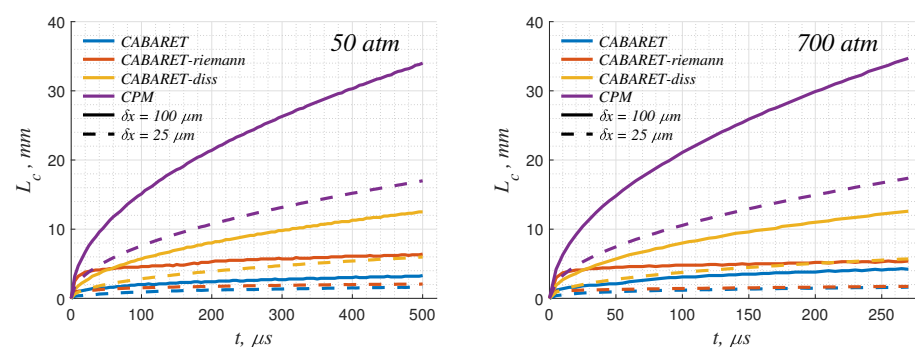 50 atm
CABARET
CABARET-riemann
CABARET-diss
CPM
δx = 100 μm
δx = 25 μm
40
30
20
10
0
L_c , mm
0 100 200 300 400 500
t, μs
700 atm
CABARET
CABARET-riemann
CABARET-diss
CPM
δx = 100 μm
δx = 25 μm
40
30
20
10
0
L_c , mm
0 50 100 150 200 250
t, μs